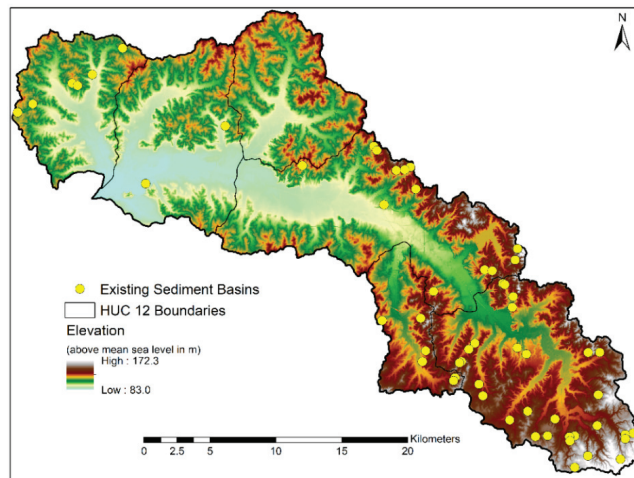 N
Existing Sediment Basins
HUC 12 Boundaries
Elevation
(above mean sea level in m)
High : 172.3
Low : 83.0
Kilometers
0 2.5 5 10 15 20